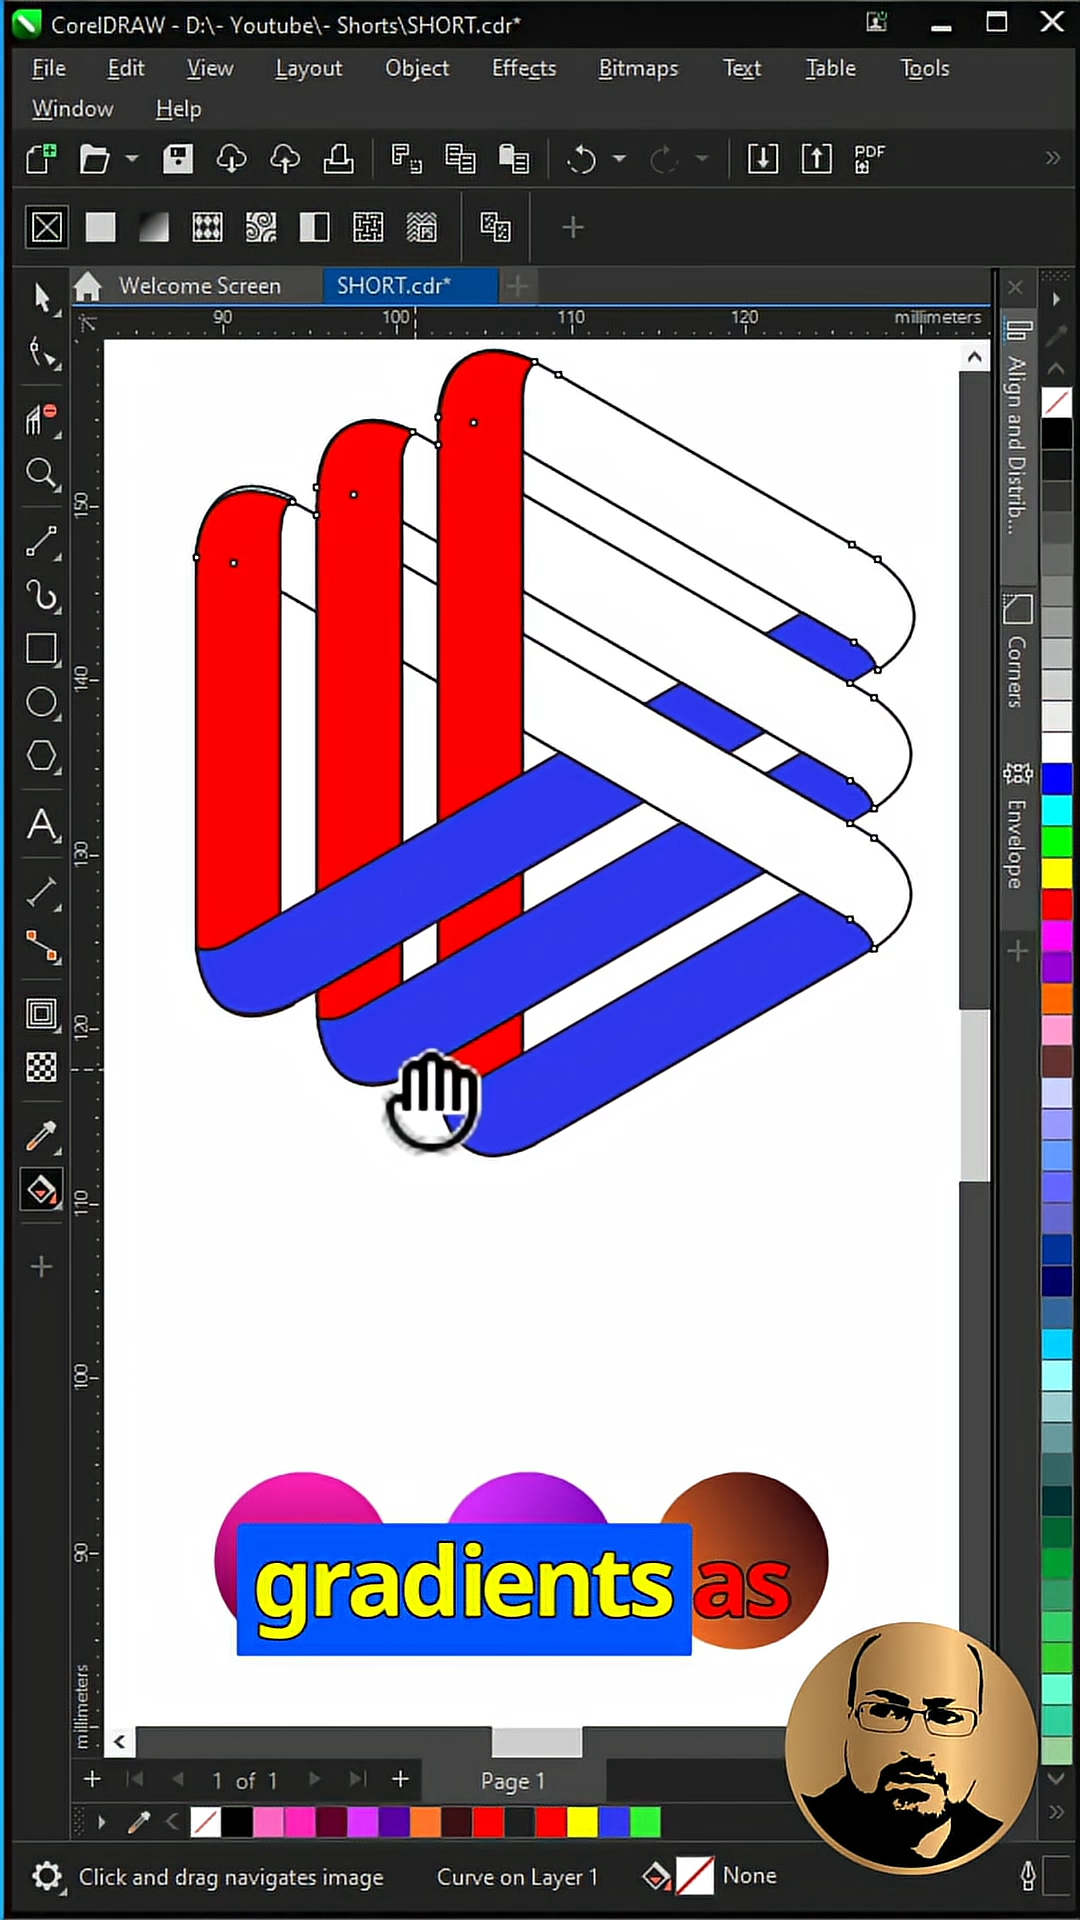 CorelDRAW - D:\- Youtube\- Shorts\SHORT.cdr*
File Edit View Layout Object Effects Bitmaps Text Table Tools
Window Help
PDF
Welcome Screen SHORT.cdr*
90 100 110 120 millimeters
150
140
130
120
110
100
90
millimeters
Align and Distrib...
Corners
Envelope
gradients as
1 of 1 Page 1
Click and drag navigates image Curve on Layer 1 None